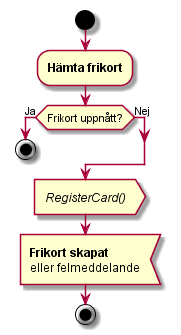 Hämta frikort
Ja
Frikort uppnått?
Nej
RegisterCard()
Frikort skapat
eller felmeddelande